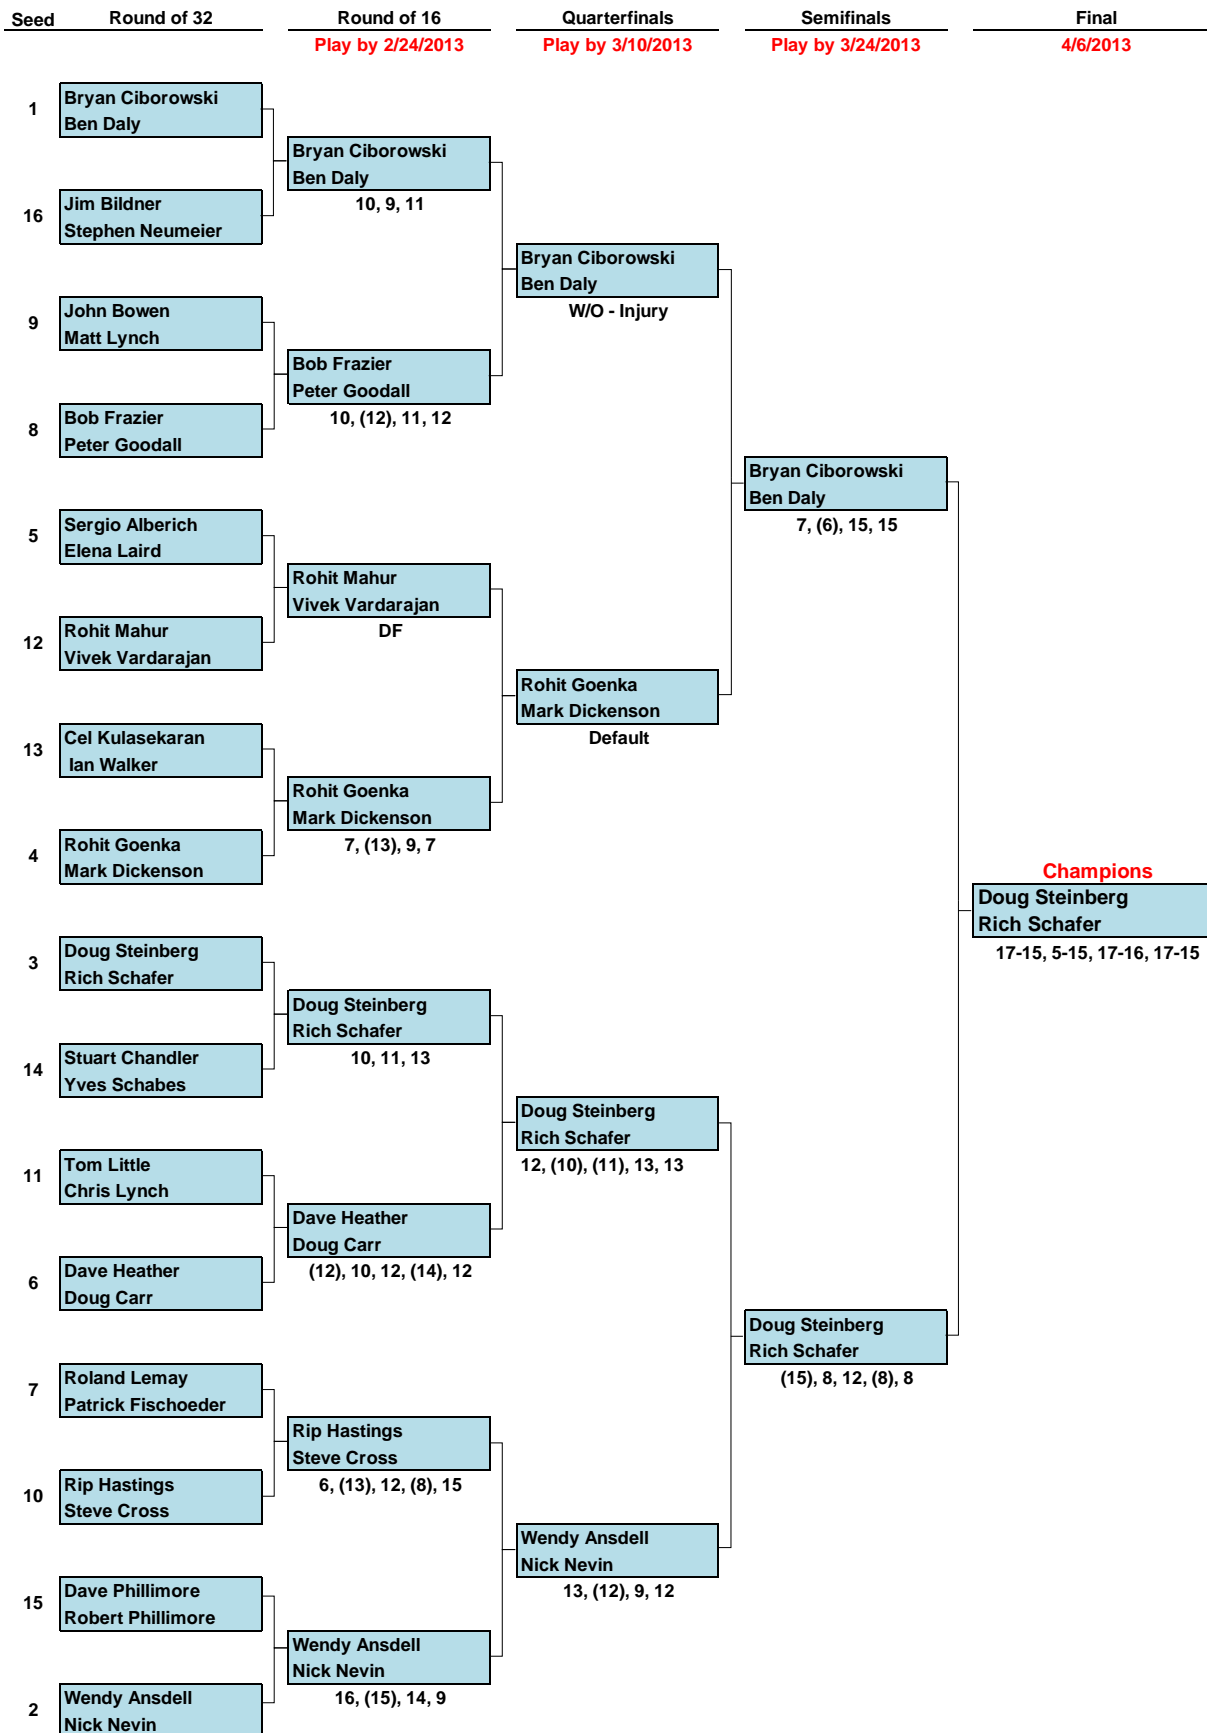 Seed Round of 32 Round of 16 Quarterfinals Semifinals Final
Play by 2/24/2013 Play by 3/10/2013 Play by 3/24/2013 4/6/2013
1
Bryan Ciborowski
Ben Daly
16
Jim Bildner
Stephen Neumeier
9
John Bowen
Matt Lynch
8
Bob Frazier
Peter Goodall
5
Sergio Alberich
Elena Laird
12
Rohit Mahur
Vivek Vardarajan
13
Cel Kulasekaran
Ian Walker
4
Rohit Goenka
Mark Dickenson
3
Doug Steinberg
Rich Schafer
14
Stuart Chandler
Yves Schabes
11
Tom Little
Chris Lynch
6
Dave Heather
Doug Carr
7
Roland Lemay
Patrick Fischoeder
10
Rip Hastings
Steve Cross
15
Dave Phillimore
Robert Phillimore
2
Wendy Ansdell
Nick Nevin
Bryan Ciborowski
Ben Daly
10, 9, 11
Bob Frazier
Peter Goodall
10, (12), 11, 12
Rohit Mahur
Vivek Vardarajan
DF
Rohit Goenka
Mark Dickenson
7, (13), 9, 7
Doug Steinberg
Rich Schafer
10, 11, 13
Dave Heather
Doug Carr
(12), 10, 12, (14), 12
Rip Hastings
Steve Cross
6, (13), 12, (8), 15
Wendy Ansdell
Nick Nevin
16, (15), 14, 9
Bryan Ciborowski
Ben Daly
W/O - Injury
Rohit Goenka
Mark Dickenson
Default
Doug Steinberg
Rich Schafer
12, (10), (11), 13, 13
Wendy Ansdell
Nick Nevin
13, (12), 9, 12
Bryan Ciborowski
Ben Daly
7, (6), 15, 15
Doug Steinberg
Rich Schafer
(15), 8, 12, (8), 8
Champions
Doug Steinberg
Rich Schafer
17-15, 5-15, 17-16, 17-15